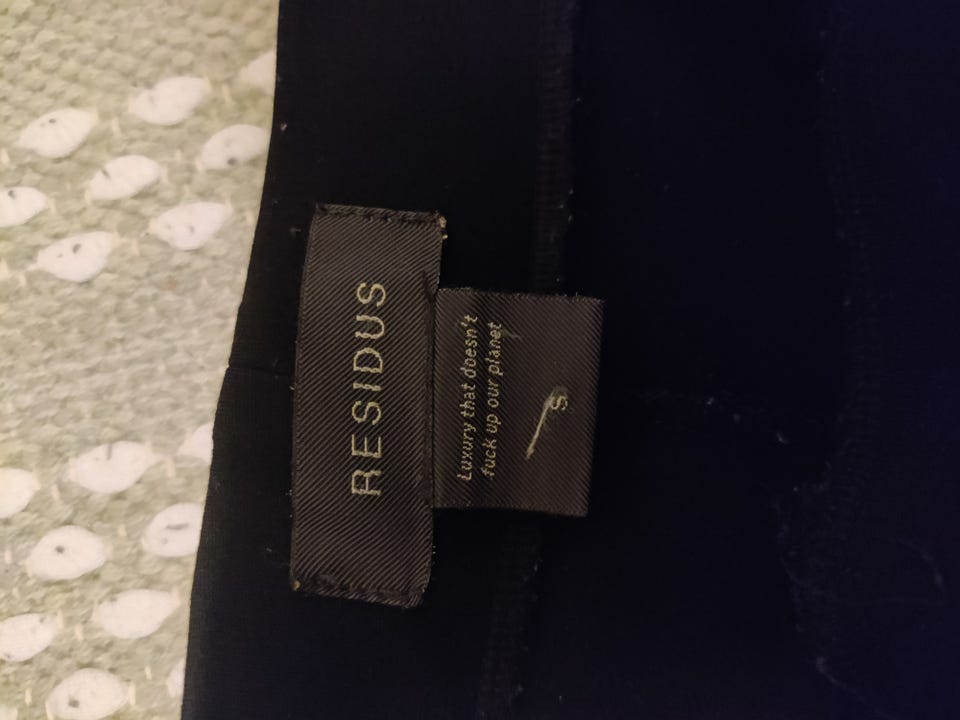 RESIDUS
Luxury that doesn't
fuck up our planet
S